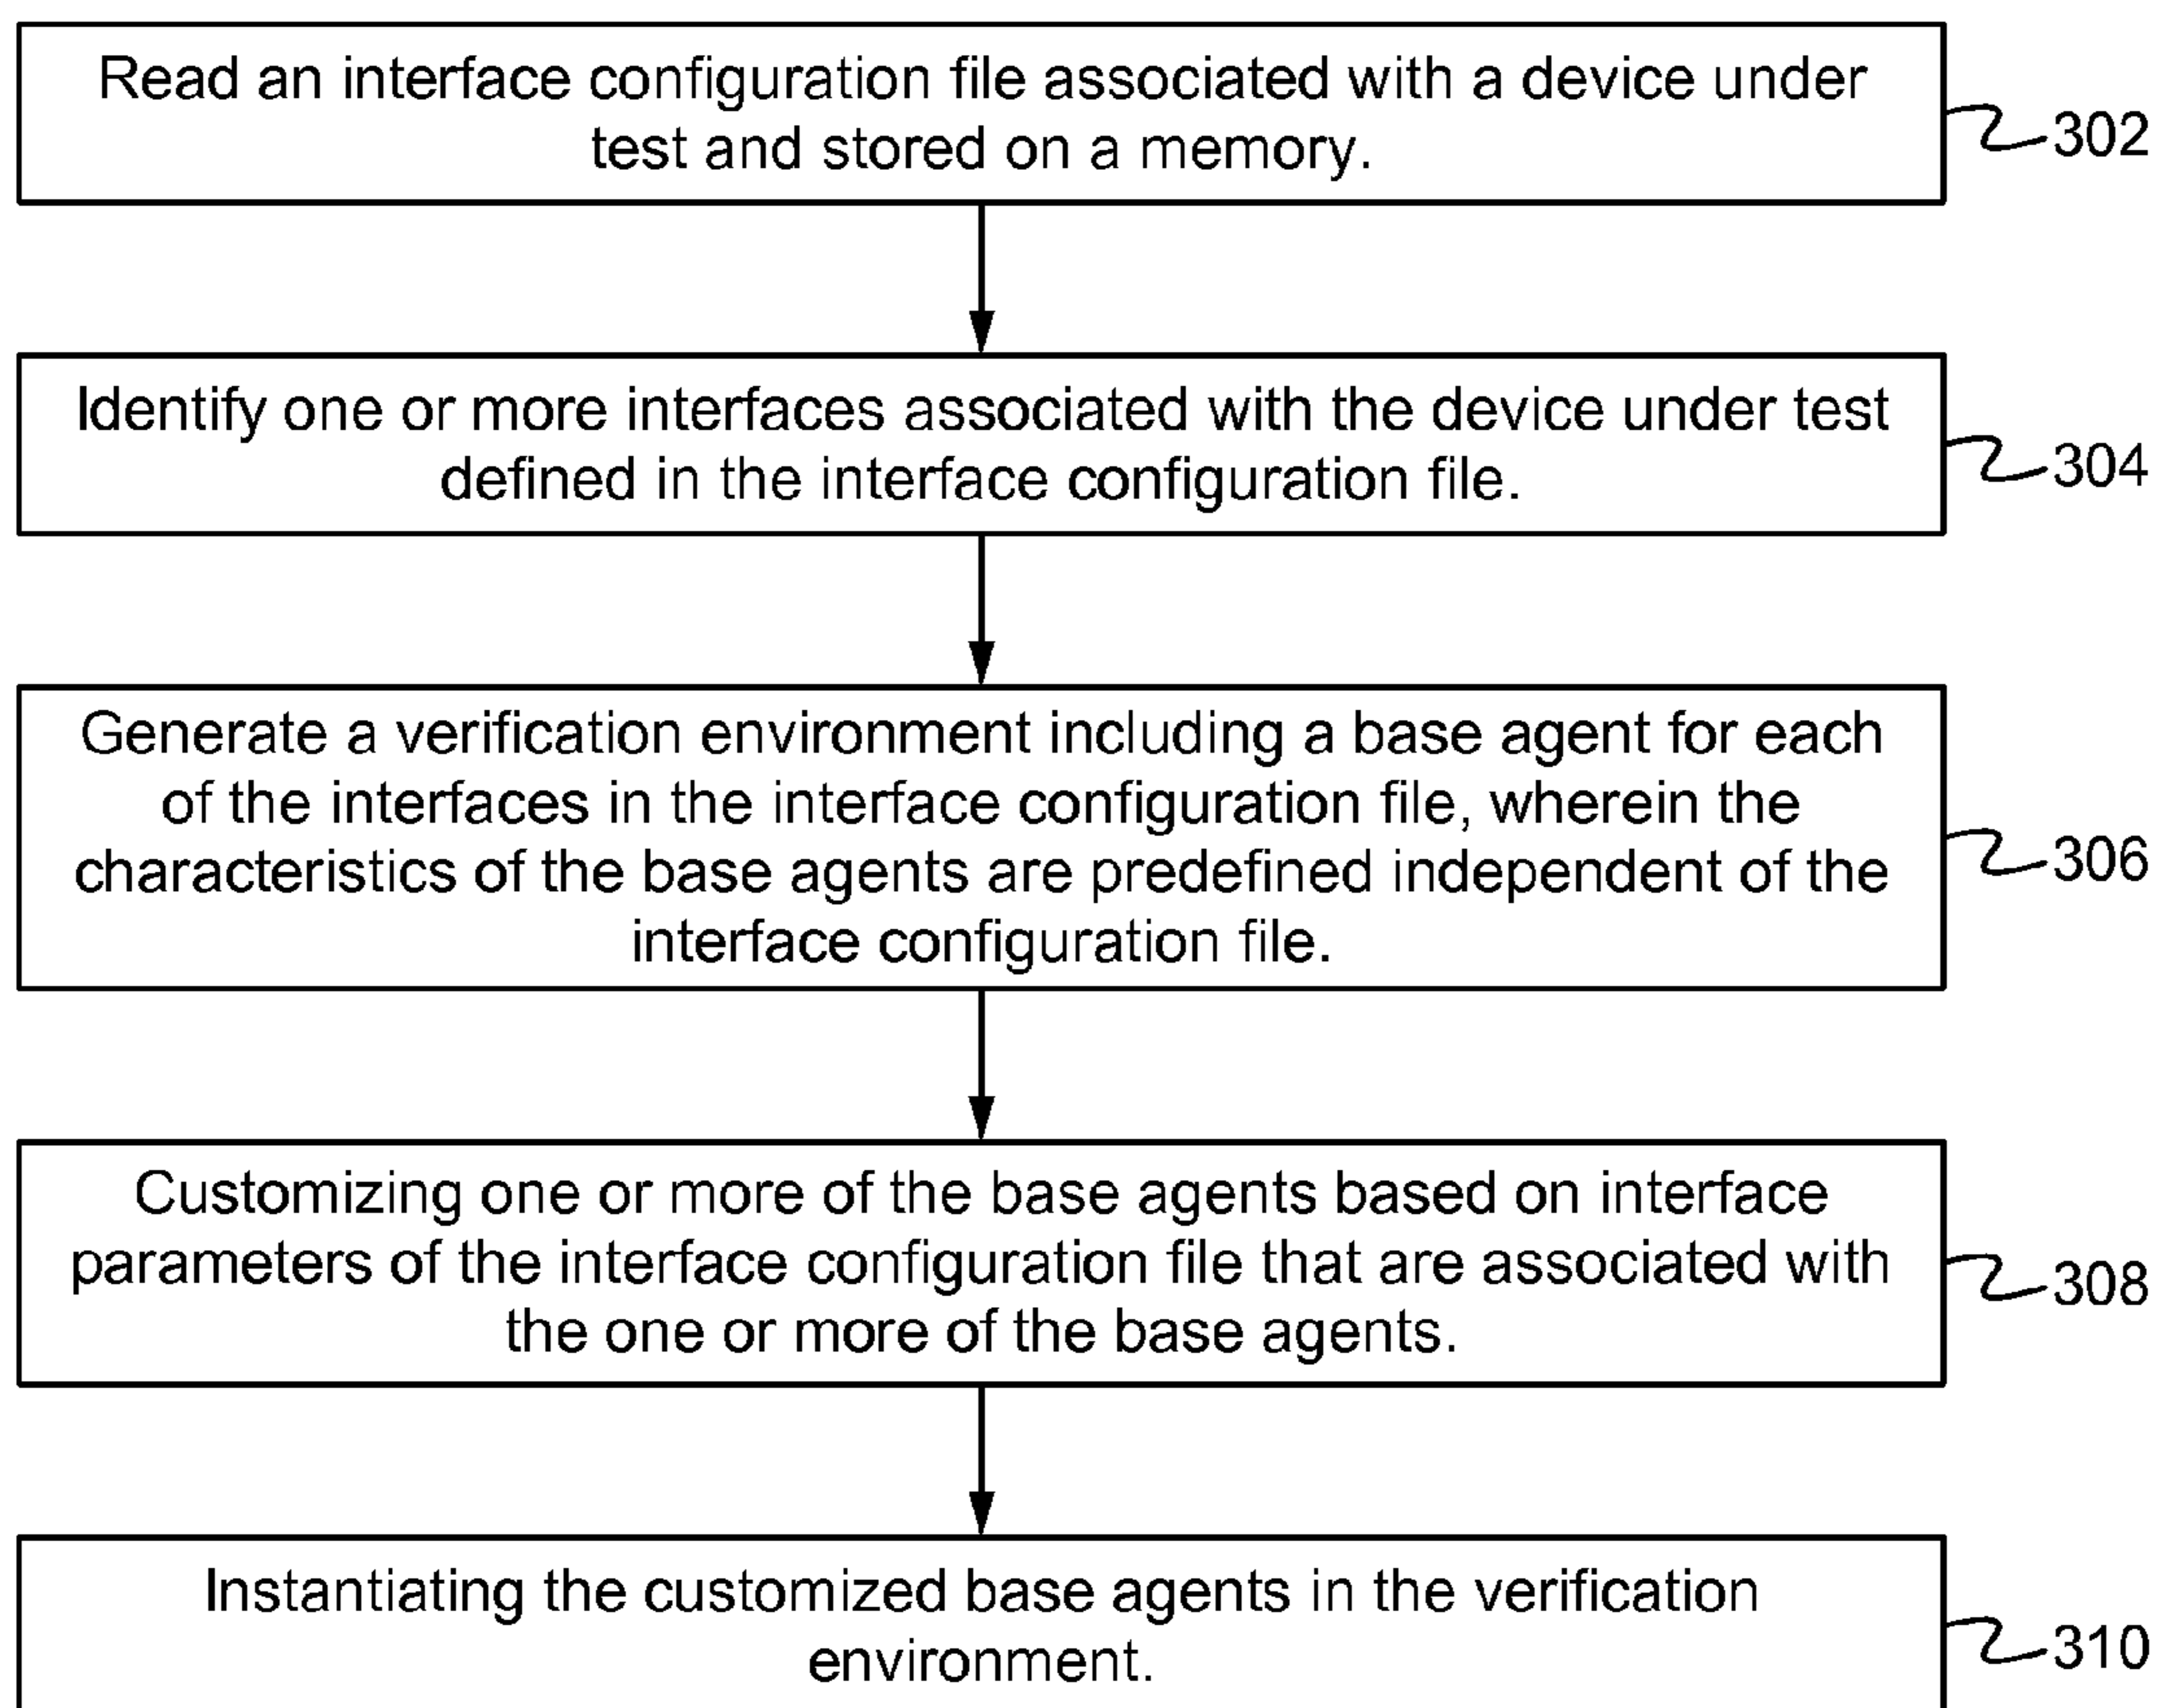 Read an interface configuration file associated with a device under
test and stored on a memory.
302
Identify one or more interfaces associated with the device under test
defined in the interface configuration file.
304
Generate a verification environment including a base agent for each
of the interfaces in the interface configuration file, wherein the
characteristics of the base agents are predefined independent of the
interface configuration file.
306
Customizing one or more of the base agents based on interface
parameters of the interface configuration file that are associated with
the one or more of the base agents.
308
Instantiating the customized base agents in the verification
environment.
310